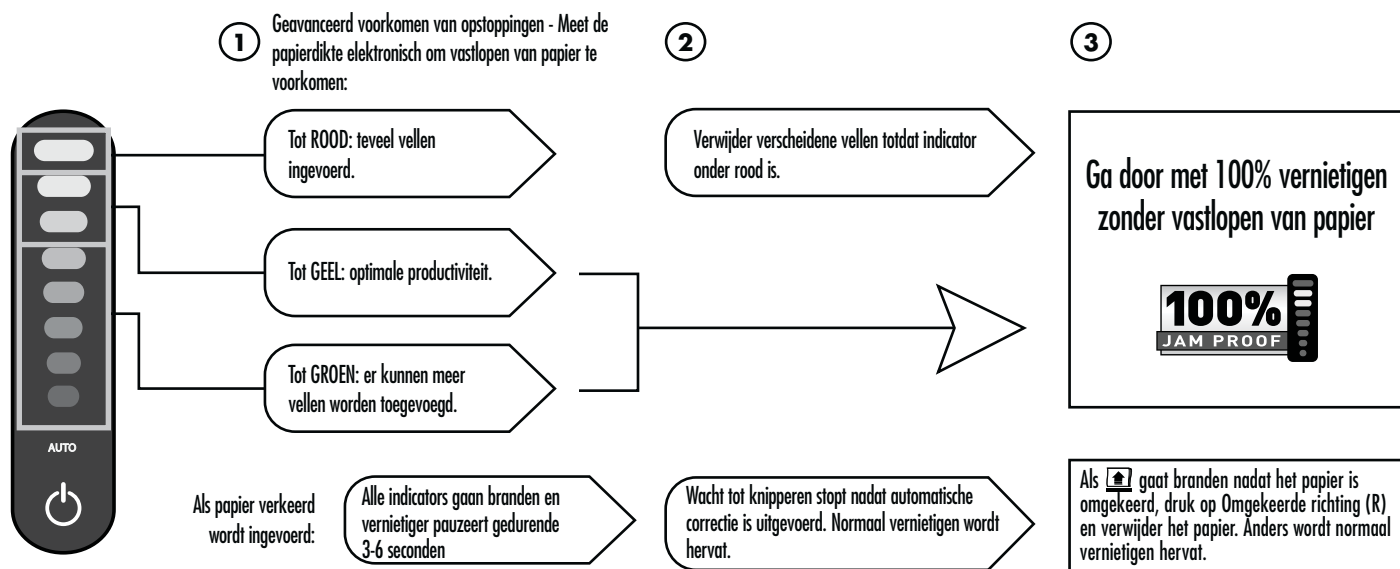 1
Geavanceerd voorkomen van opstoppingen - Meet de
papierdikte elektronisch om vastlopen van papier te
voorkomen:
2
3
Tot ROOD: teveel vellen
ingevoerd.
Verwijder verscheidene vellen totdat indicator
onder rood is.
Ga door met 100% vernietigen
zonder vastlopen van papier
Tot GEEL: optimale productiviteit.
100%
JAM PROOF
Tot GROEN: er kunnen meer
vellen worden toegevoegd.
AUTO
Als papier verkeerd
wordt ingevoerd:
Alle indicators gaan branden en
vernietiger pauzeert gedurende
3-6 seconden
Wacht tot knipperen stopt nadat automatische
correctie is uitgevoerd. Normaal vernietigen wordt
hervat.
Als gaat branden nadat het papier is
omgekeerd, druk op Omgekeerde richting (R)
en verwijder het papier. Anders wordt normaal
vernietigen hervat.